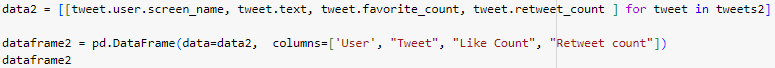 data2 = [[tweet.user.screen_name, tweet.text, tweet.favorite_count, tweet.retweet_count ] for tweet in tweets2]
dataframe2 = pd.DataFrame(data=data2,  columns=['User', "Tweet", "Like Count", "Retweet count"])
dataframe2